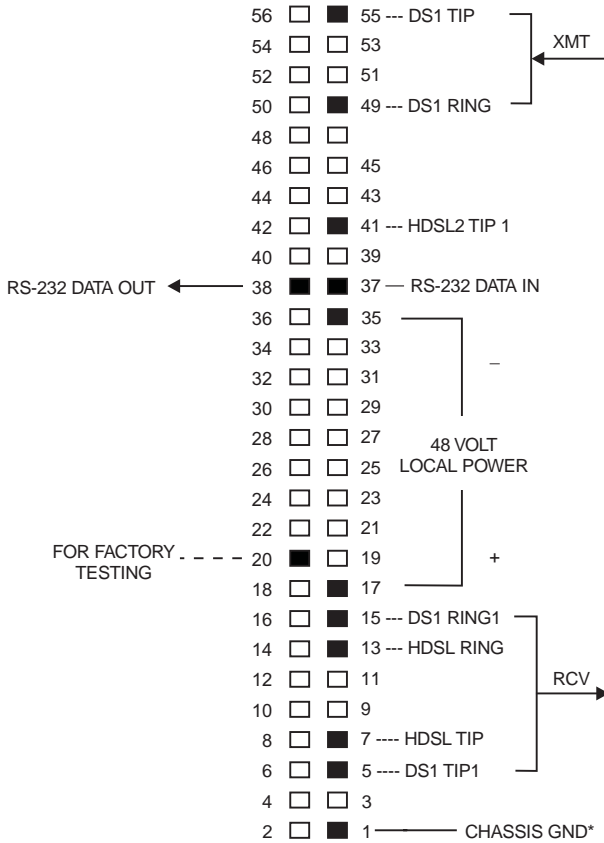 56 55 --- DS1 TIP
XMT
54 53
52 51
50 49 --- DS1 RING
48
46 45
44 43
42 41 --- HDSL2 TIP 1
40 39
RS-232 DATA OUT 38 37 — RS-232 DATA IN
36 35
34 33
–
32 31
30 29
28 27
48 VOLT
LOCAL POWER
26 25
24 23
22 21
FOR FACTORY
TESTING
20 19 +
18 17
16 15 --- DS1 RING1
14 13 --- HDSL RING
12 11
RCV
10 9
8 7 ---- HDSL TIP
6 5 ---- DS1 TIP1
4 3
2 1 CHASSIS GND*